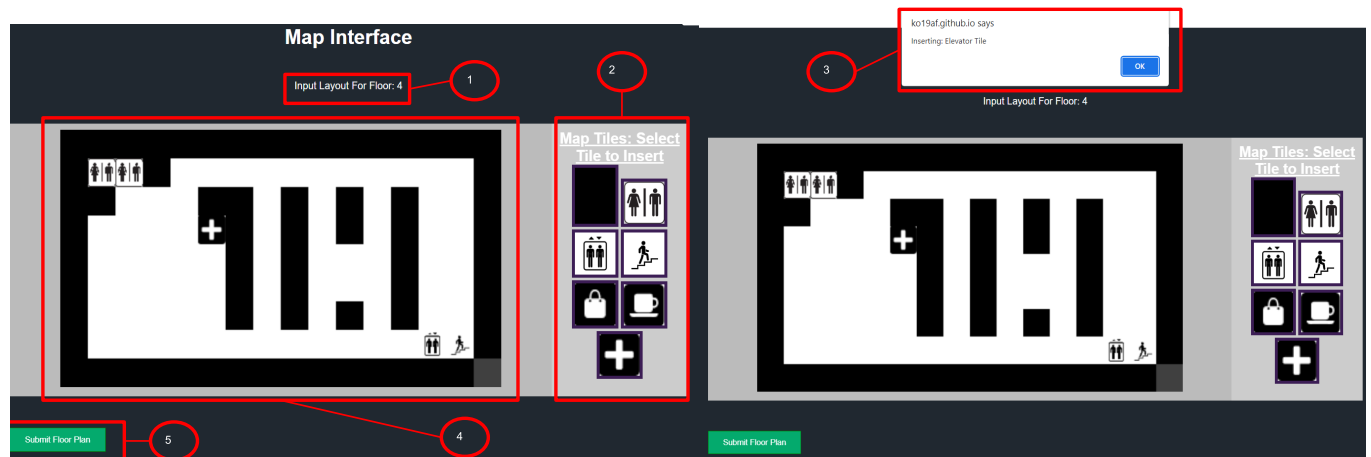 Map Interface
1
Input Layout For Floor: 4
2
Map Tiles: Select
Tile to Insert
4
5
Submit Floor Plan
ko19af.github.io says
Inserting: Elevator Tile
OK
3
Input Layout For Floor: 4
Map Tiles: Select
Tile to Insert
Submit Floor Plan